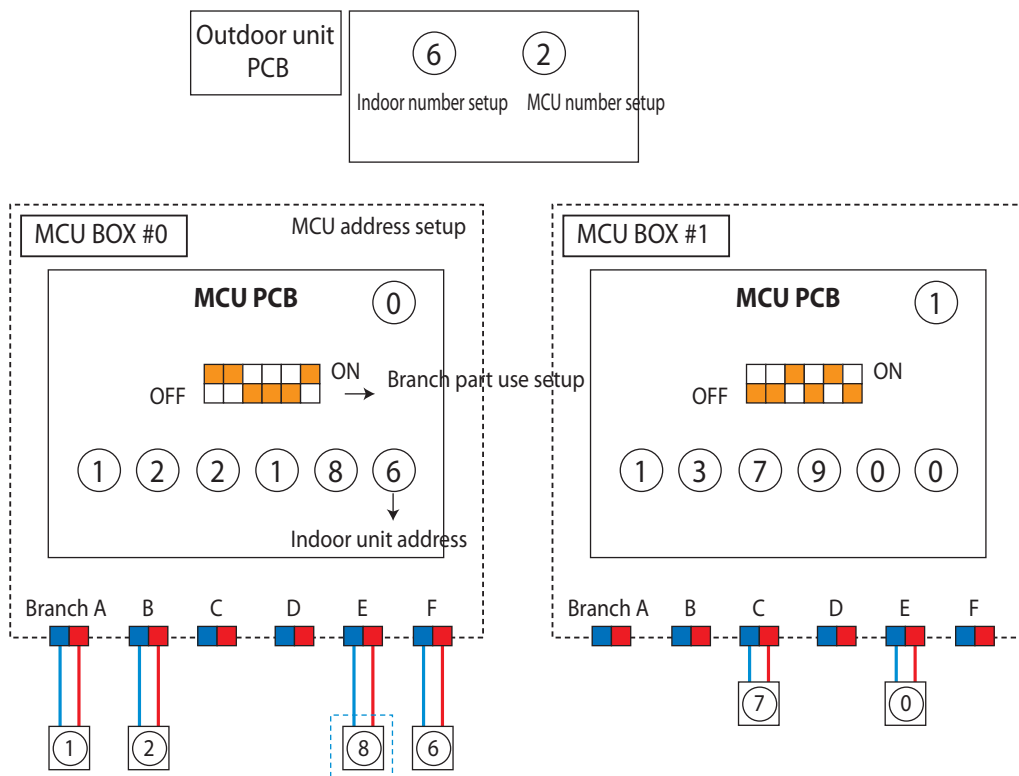 Outdoor unit
PCB
6 2
Indoor number setup MCU number setup
MCU BOX #0 MCU address setup
MCU PCB 0
OFF ON Branch part use setup
1 2 2 1 8 6
Indoor unit address
Branch A B C D E F
1 2 8 6
MCU BOX #1
MCU PCB 1
OFF ON
1 3 7 9 0 0
Branch A B C D E F
7 0